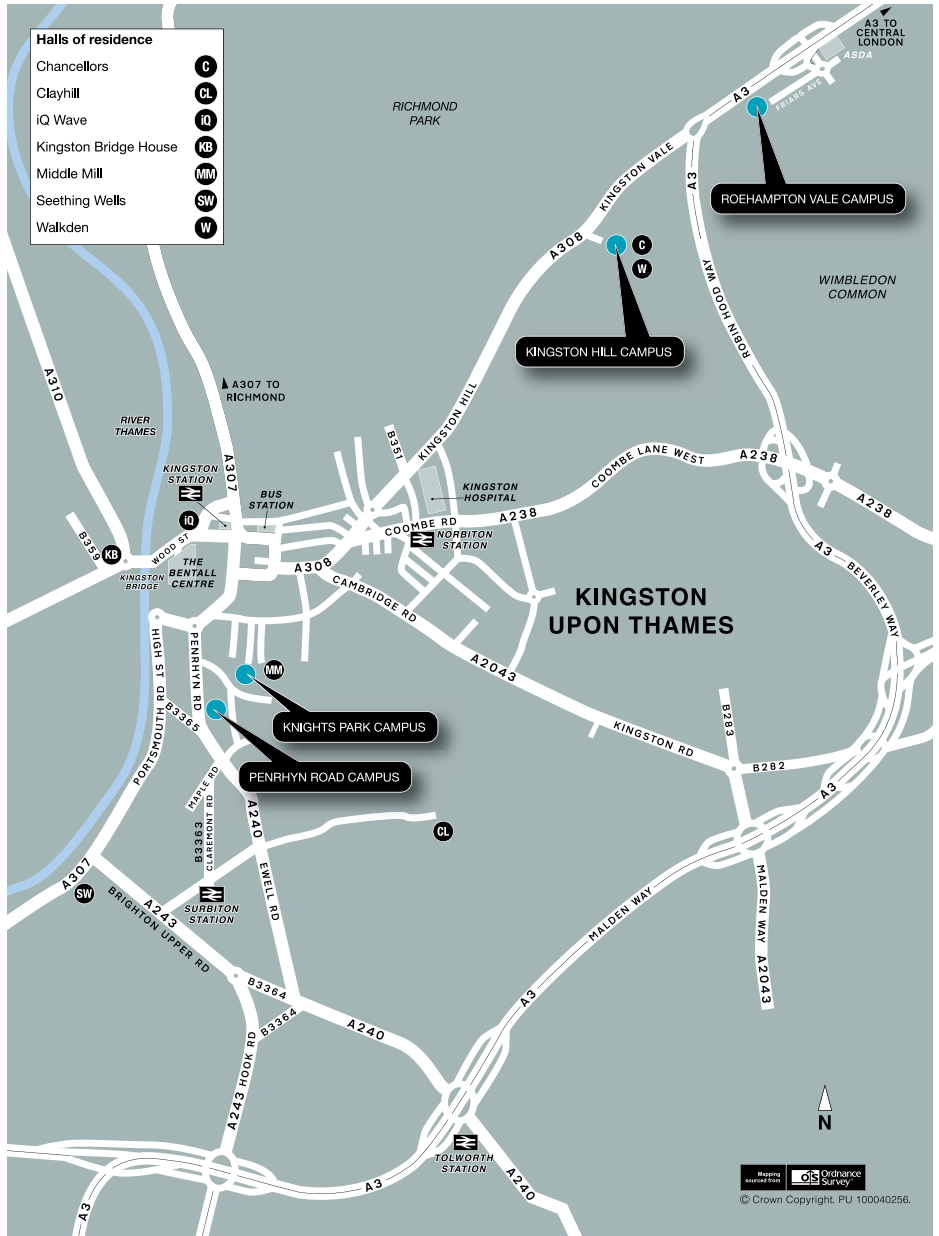 Halls of residence
Chancellors C
Clayhill CL
iQ Wave iQ
Kingston Bridge House KB
Middle Mill MM
Seething Wells SW
Walkden W
A3 TO
CENTRAL
LONDON
ASDA
FRIARS AVE
A3
RICHMOND
PARK
KINGSTON VALE
A3
ROEHAMPTON VALE CAMPUS
A308
C
W
WIMBLEDON
COMMON
ROBIN HOOD WAY
KINGSTON HILL CAMPUS
A310
A307 TO
RICHMOND
RIVER
THAMES
KINGSTON HILL
B351
A307
KINGSTON
STATION
BUS
STATION
KINGSTON
HOSPITAL
COOMBE LANE WEST
A238
A238
iQ
COOMBE RD
A238
NORBITON
STATION
B359
KB
WOOD ST
KINGSTON
BRIDGE
THE
BENTALL
CENTRE
A308
CAMBRIDGE RD
A3
BEVERLEY WAY
KINGSTON
UPON THAMES
HIGH ST
PENRHYN RD
A2043
MM
PORTSMOUTH RD
B3365
KNIGHTS PARK CAMPUS
KINGSTON RD
B283
B282
PENRHYN ROAD CAMPUS
MAPLE RD
A240
A3
B3363
CLAREMONT RD
CL
A307
SW
EWELL RD
SURBITON
STATION
A243
BRIGHTON UPPER RD
MALDEN WAY
MALDEN WAY
A2043
B3364
B3364
A240
A3
HOOK RD
A243
N
TOLWORTH
STATION
A240
A3
A3
Mapping
sourced from
OS Ordnance
Survey®
© Crown Copyright. PU 100040256.